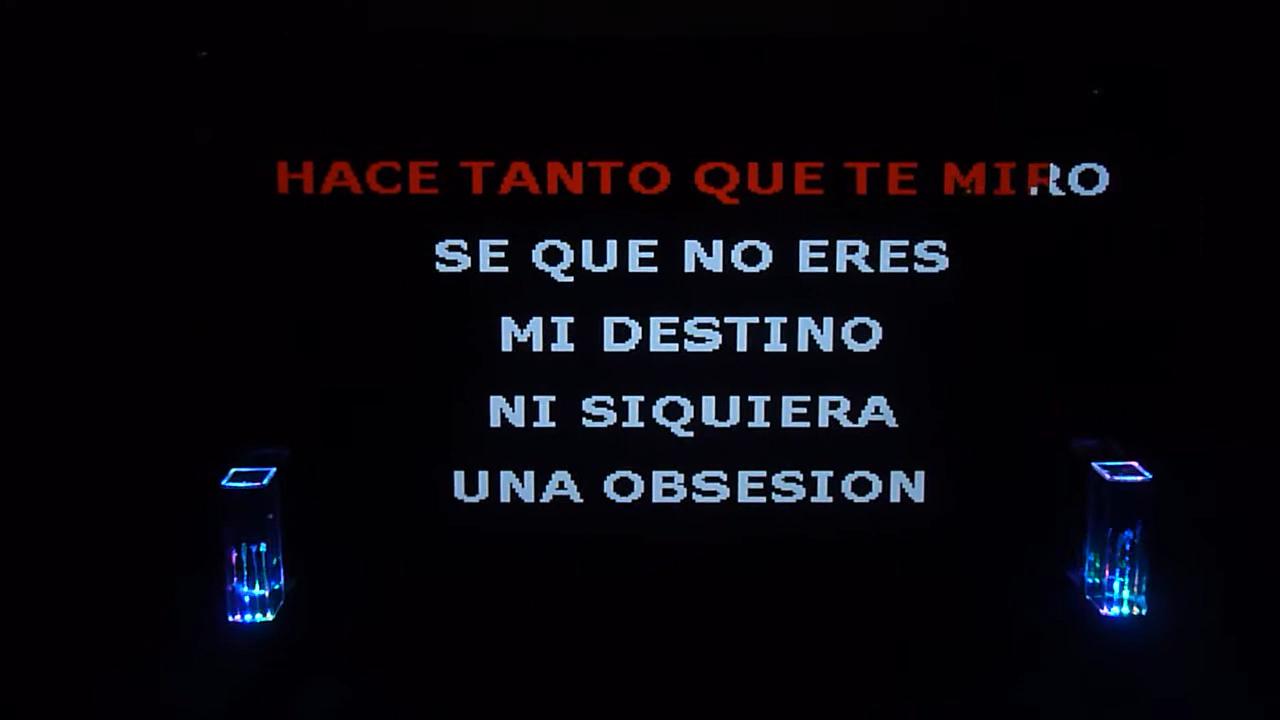 HACE TANTO QUE TE MIRO
SE QUE NO ERES
MI DESTINO
NI SIQUIERA
UNA OBSESION